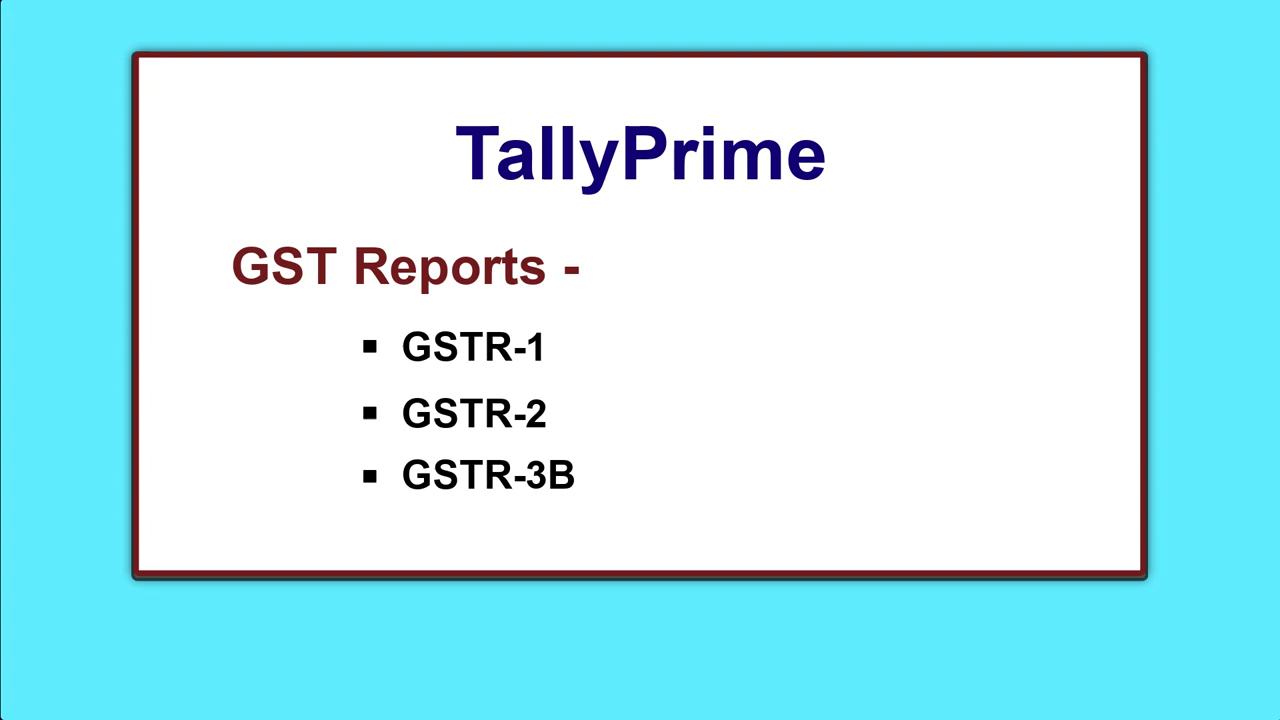 TallyPrime
GST Reports -
▪ GSTR-1
▪ GSTR-2
▪ GSTR-3B